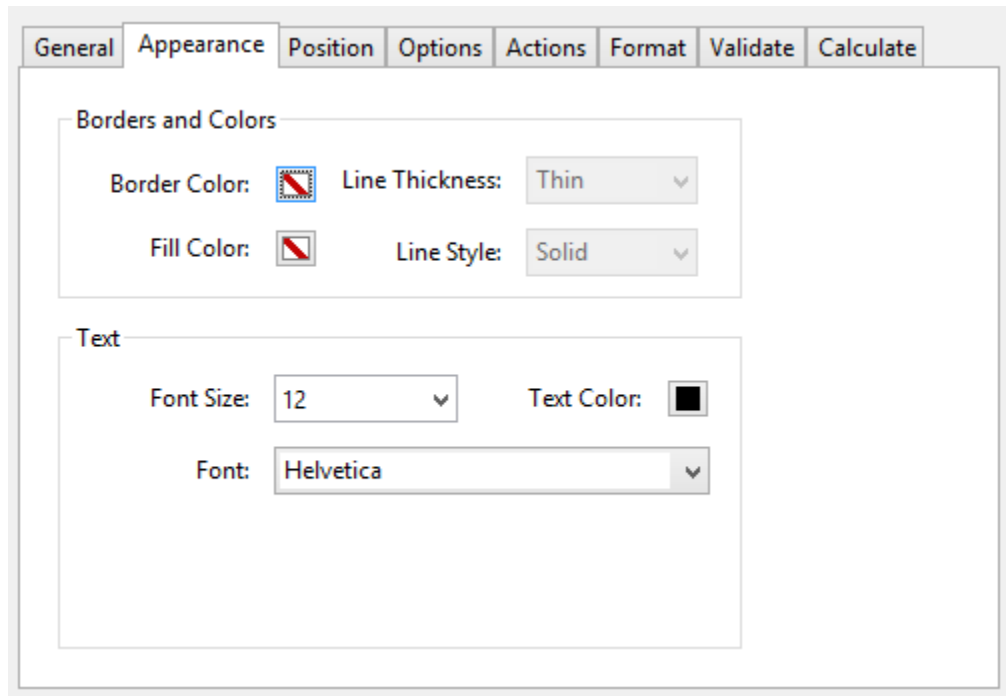 General Appearance Position Options Actions Format Validate Calculate
Borders and Colors
Border Color: Line Thickness: Thin
Fill Color: Line Style: Solid
Text
Font Size: 12 Text Color:
Font: Helvetica